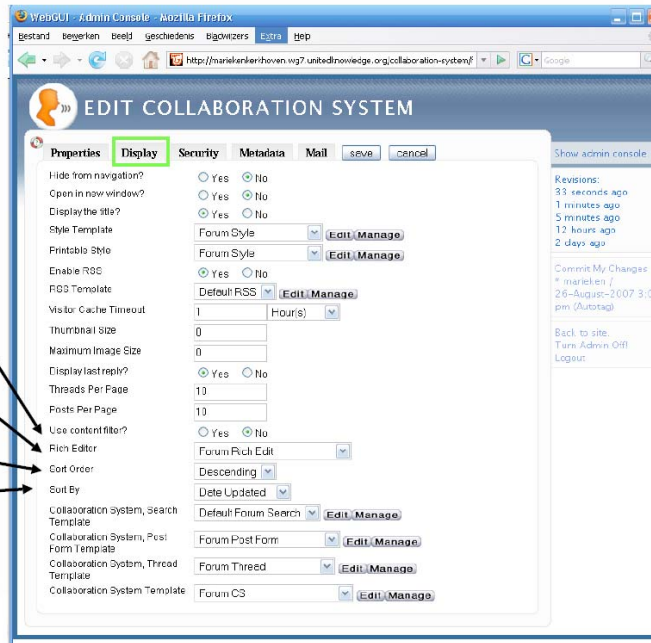 WebGUI - Admin Console - Mozilla Firefox
Bestand Bewerken Beeld Geschiedenis Bladwijzers Extra Help
http://mariekenkerkhoven.wg7.unitedknowledge.org/collaboration-system/f
Google
EDIT COLLABORATION SYSTEM
Properties Display Security Metadata Mail save cancel
Hide from navigation? Yes No
Open in new window? Yes No
Display the title? Yes No
Style Template Forum Style Edit Manage
Printable Style Forum Style Edit Manage
Enable RSS Yes No
RSS Template Default RSS Edit Manage
Visitor Cache Timeout 1 Hour(s)
Thumbnail Size 0
Maximum Image Size 0
Display last reply? Yes No
Threads Per Page 10
Posts Per Page 10
Use content filter? Yes No
Rich Editor Forum Rich Edit
Sort Order Descending
Sort By Date Updated
Collaboration System, Search
Template Default Forum Search Edit Manage
Collaboration System, Post
Form Template Forum Post Form Edit Manage
Collaboration System, Thread
Template Forum Thread Edit Manage
Collaboration System Template Forum CS Edit Manage
Show admin console
Revisions:
33 seconds ago
1 minutes ago
5 minutes ago
12 hours ago
2 days ago
Commit My Changes
* marieken /
26-August-2007 3:0
pm (Autotag)
Back to site.
Turn Admin Off!
Logout